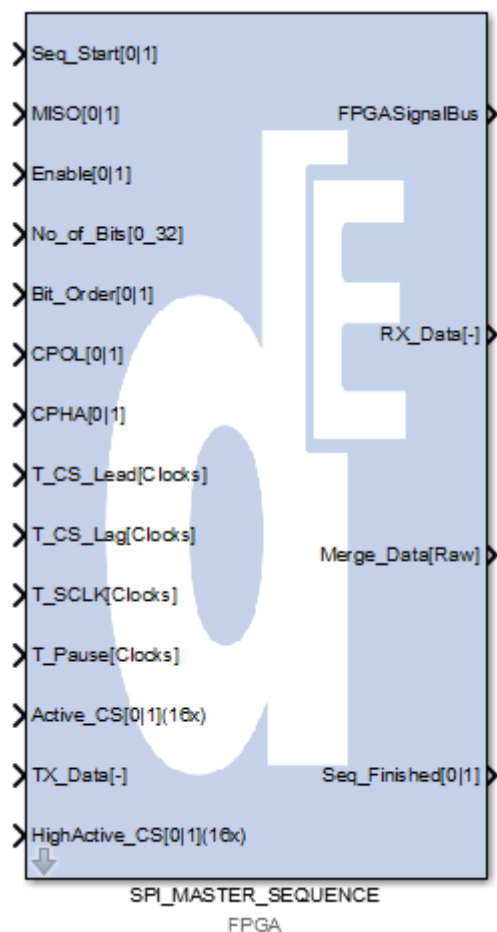 Seq_Start[0|1]
MISO[0|1]
FPGASignalBus
Enable[0|1]
No_of_Bits[0_32]
Bit_Order[0|1]
RX_Data[-]
CPOL[0|1]
CPHA[0|1]
T_CS_Lead[Clocks]
T_CS_Lag[Clocks]
Merge_Data[Raw]
T_SCLK[Clocks]
T_Pause[Clocks]
Active_CS[0|1](16x)
TX_Data[-]
Seq_Finished[0|1]
HighActive_CS[0|1](16x)
dE
SPI_MASTER_SEQUENCE
FPGA